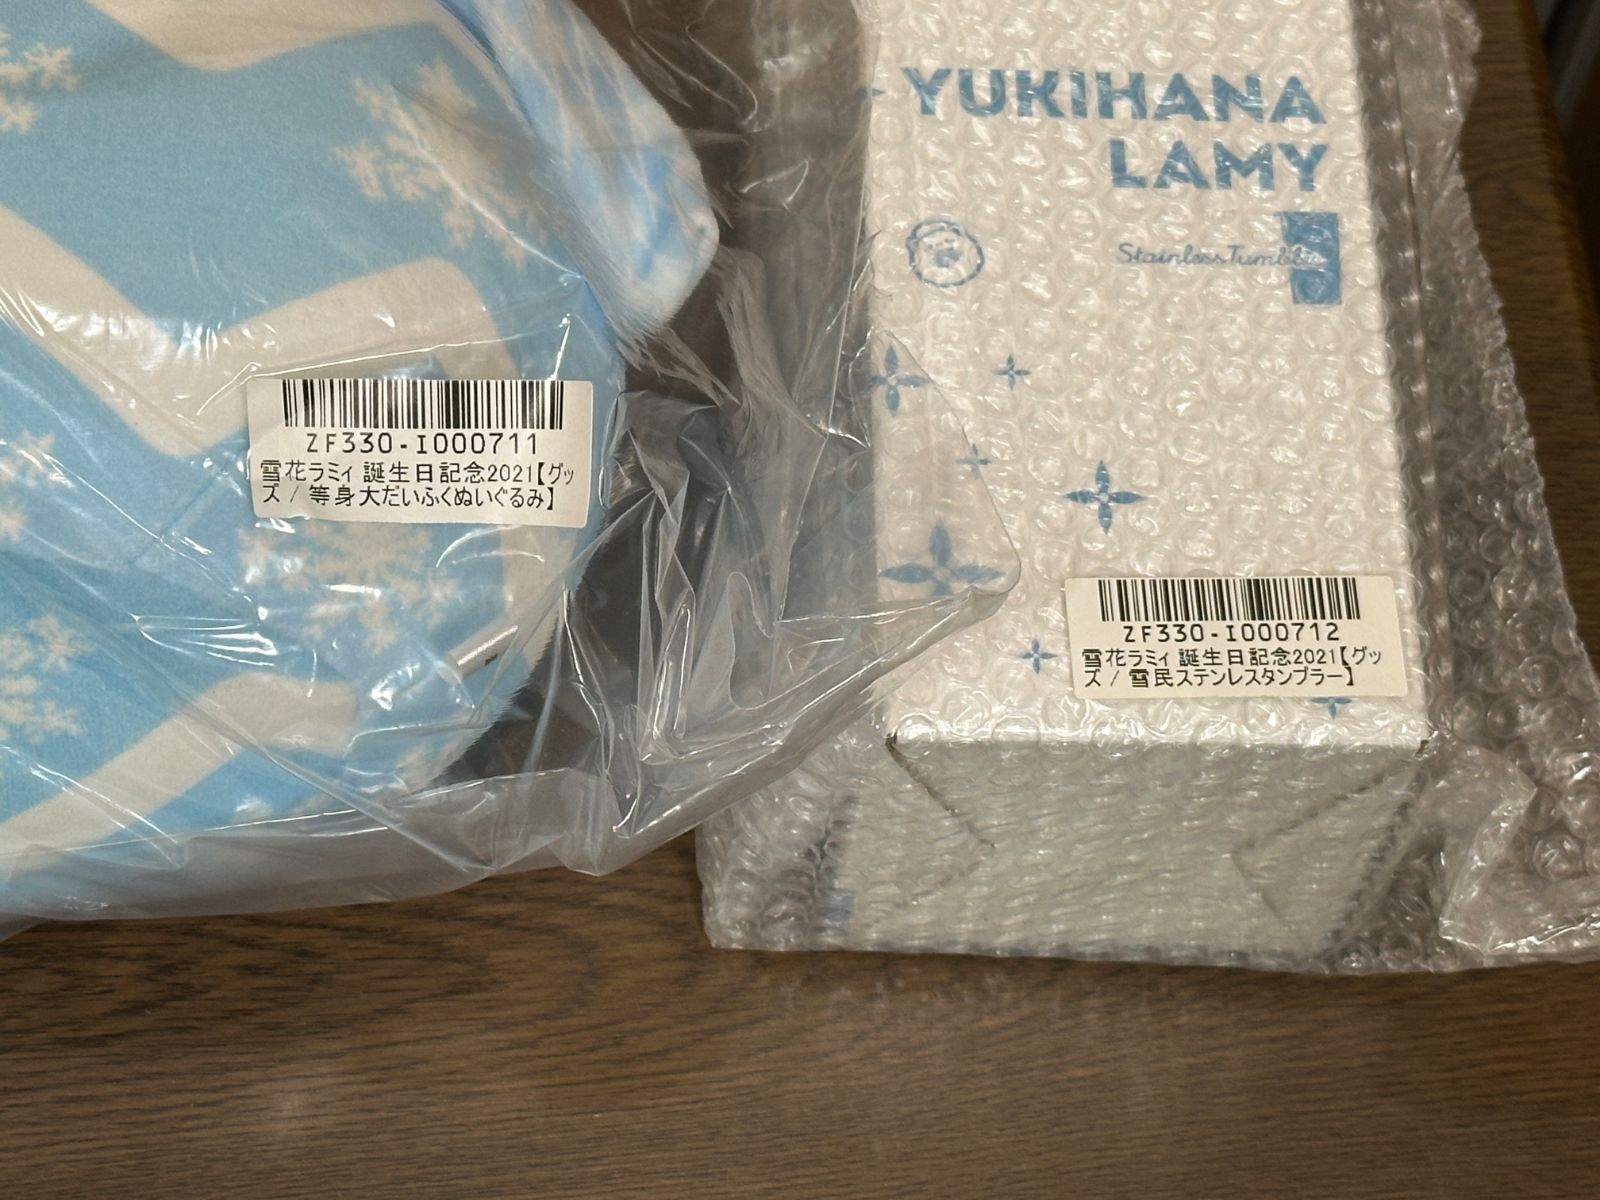 YUKIHANA
LAMY
Stainless Tumbler
ZF330-I000711
雪花ラミィ 誕生日記念2021【グッ
ズ / 等身大だいふくぬいぐるみ】
ZF330-I000712
雪花ラミィ 誕生日記念2021【グッ
ズ / 雪民ステンレスタンブラー】